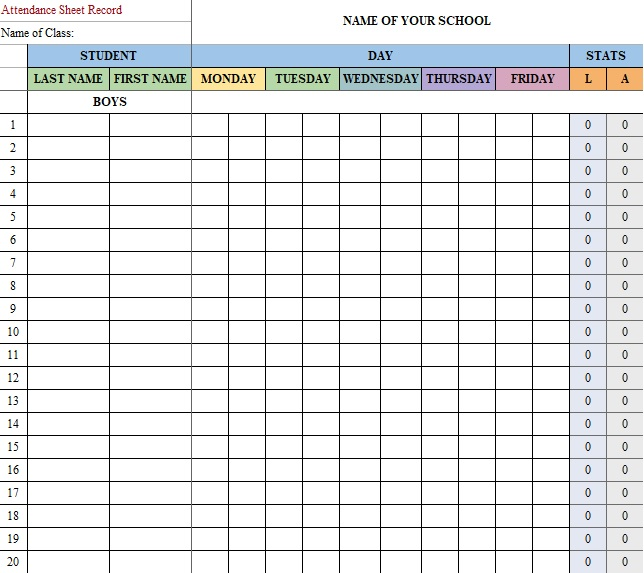 Attendance Sheet Record
NAME OF YOUR SCHOOL
Name of Class:
STUDENT DAY STATS
LAST NAME FIRST NAME MONDAY TUESDAY WEDNESDAY THURSDAY FRIDAY L A
BOYS
1 0 0
2 0 0
3 0 0
4 0 0
5 0 0
6 0 0
7 0 0
8 0 0
9 0 0
10 0 0
11 0 0
12 0 0
13 0 0
14 0 0
15 0 0
16 0 0
17 0 0
18 0 0
19 0 0
20 0 0